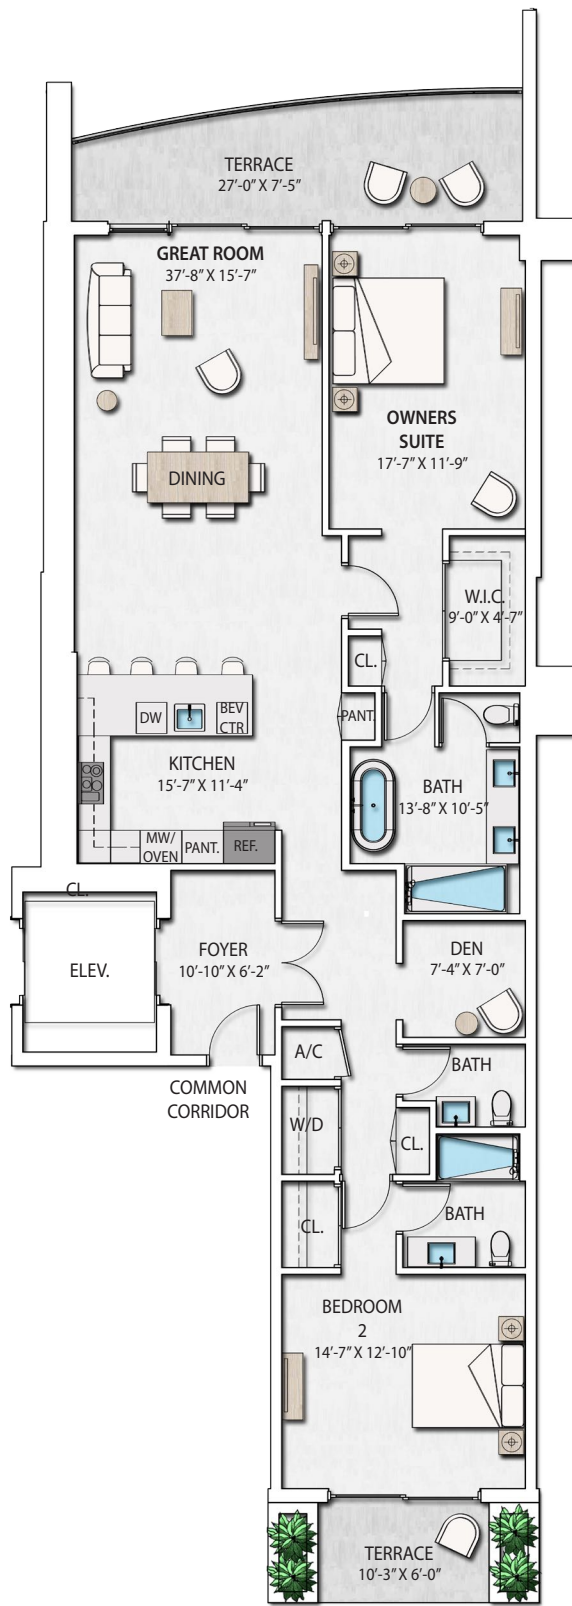 TERRACE
27'-0" X 7'-5"
GREAT ROOM
37'-8" X 15'-7"
OWNERS
SUITE
17'-7" X 11'-9"
DINING
W.I.C.
9'-0" X 4'-7"
CL.
PANT.
DW
BEV
CTR
KITCHEN
15'-7" X 11'-4"
BATH
13'-8" X 10'-5"
MW/
OVEN
PANT.
REF.
CL.
ELEV.
FOYER
10'-10" X 6'-2"
DEN
7'-4" X 7'-0"
A/C
BATH
COMMON
CORRIDOR
W/D
CL.
CL.
BATH
BEDROOM
2
14'-7" X 12'-10"
TERRACE
10'-3" X 6'-0"